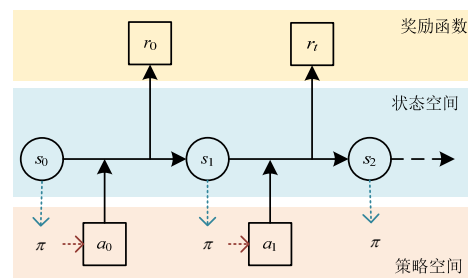 奖励函数
r0 rt
状态空间
s0 s1 s2
π a0 π a1 π
策略空间